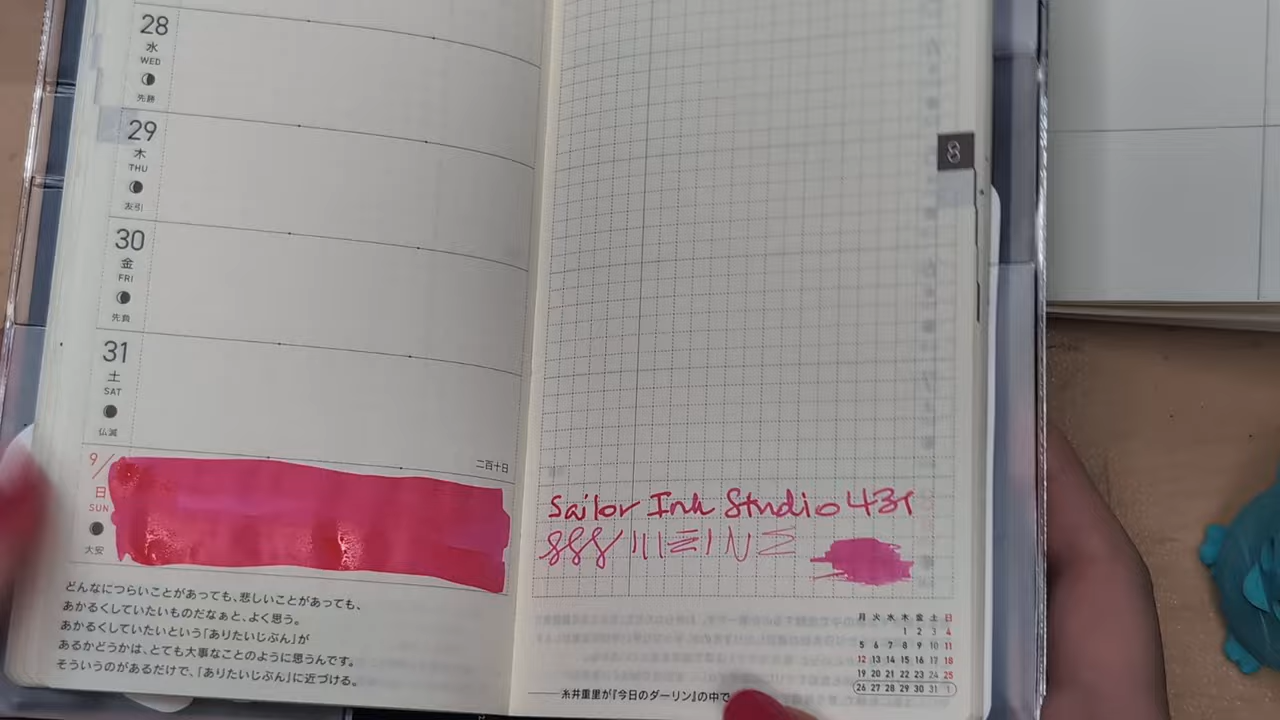 28
水
WED
先勝
29
木
THU
友引
30
金
FRI
先負
31
土
SAT
仏滅
9/
日
SUN
大安
二百十日
どんなにつらいことがあっても、悲しいことがあっても、
あかるくしていたいものだなぁと、よく思う。
あかるくしていたいという「ありたいじぶん」が
あるかどうかは、とても大事なことのように思うんです。
そういうのがあるだけで、「ありたいじぶん」に近づける。
8
Sailor Ink Studio 431
月 火 水 木 金 土 日
1 2 3 4
5 6 7 8 9 10 11
12 13 14 15 16 17 18
19 20 21 22 23 24 25
26 27 28 29 30 31 1
糸井重里が『今日のダーリン』の中で